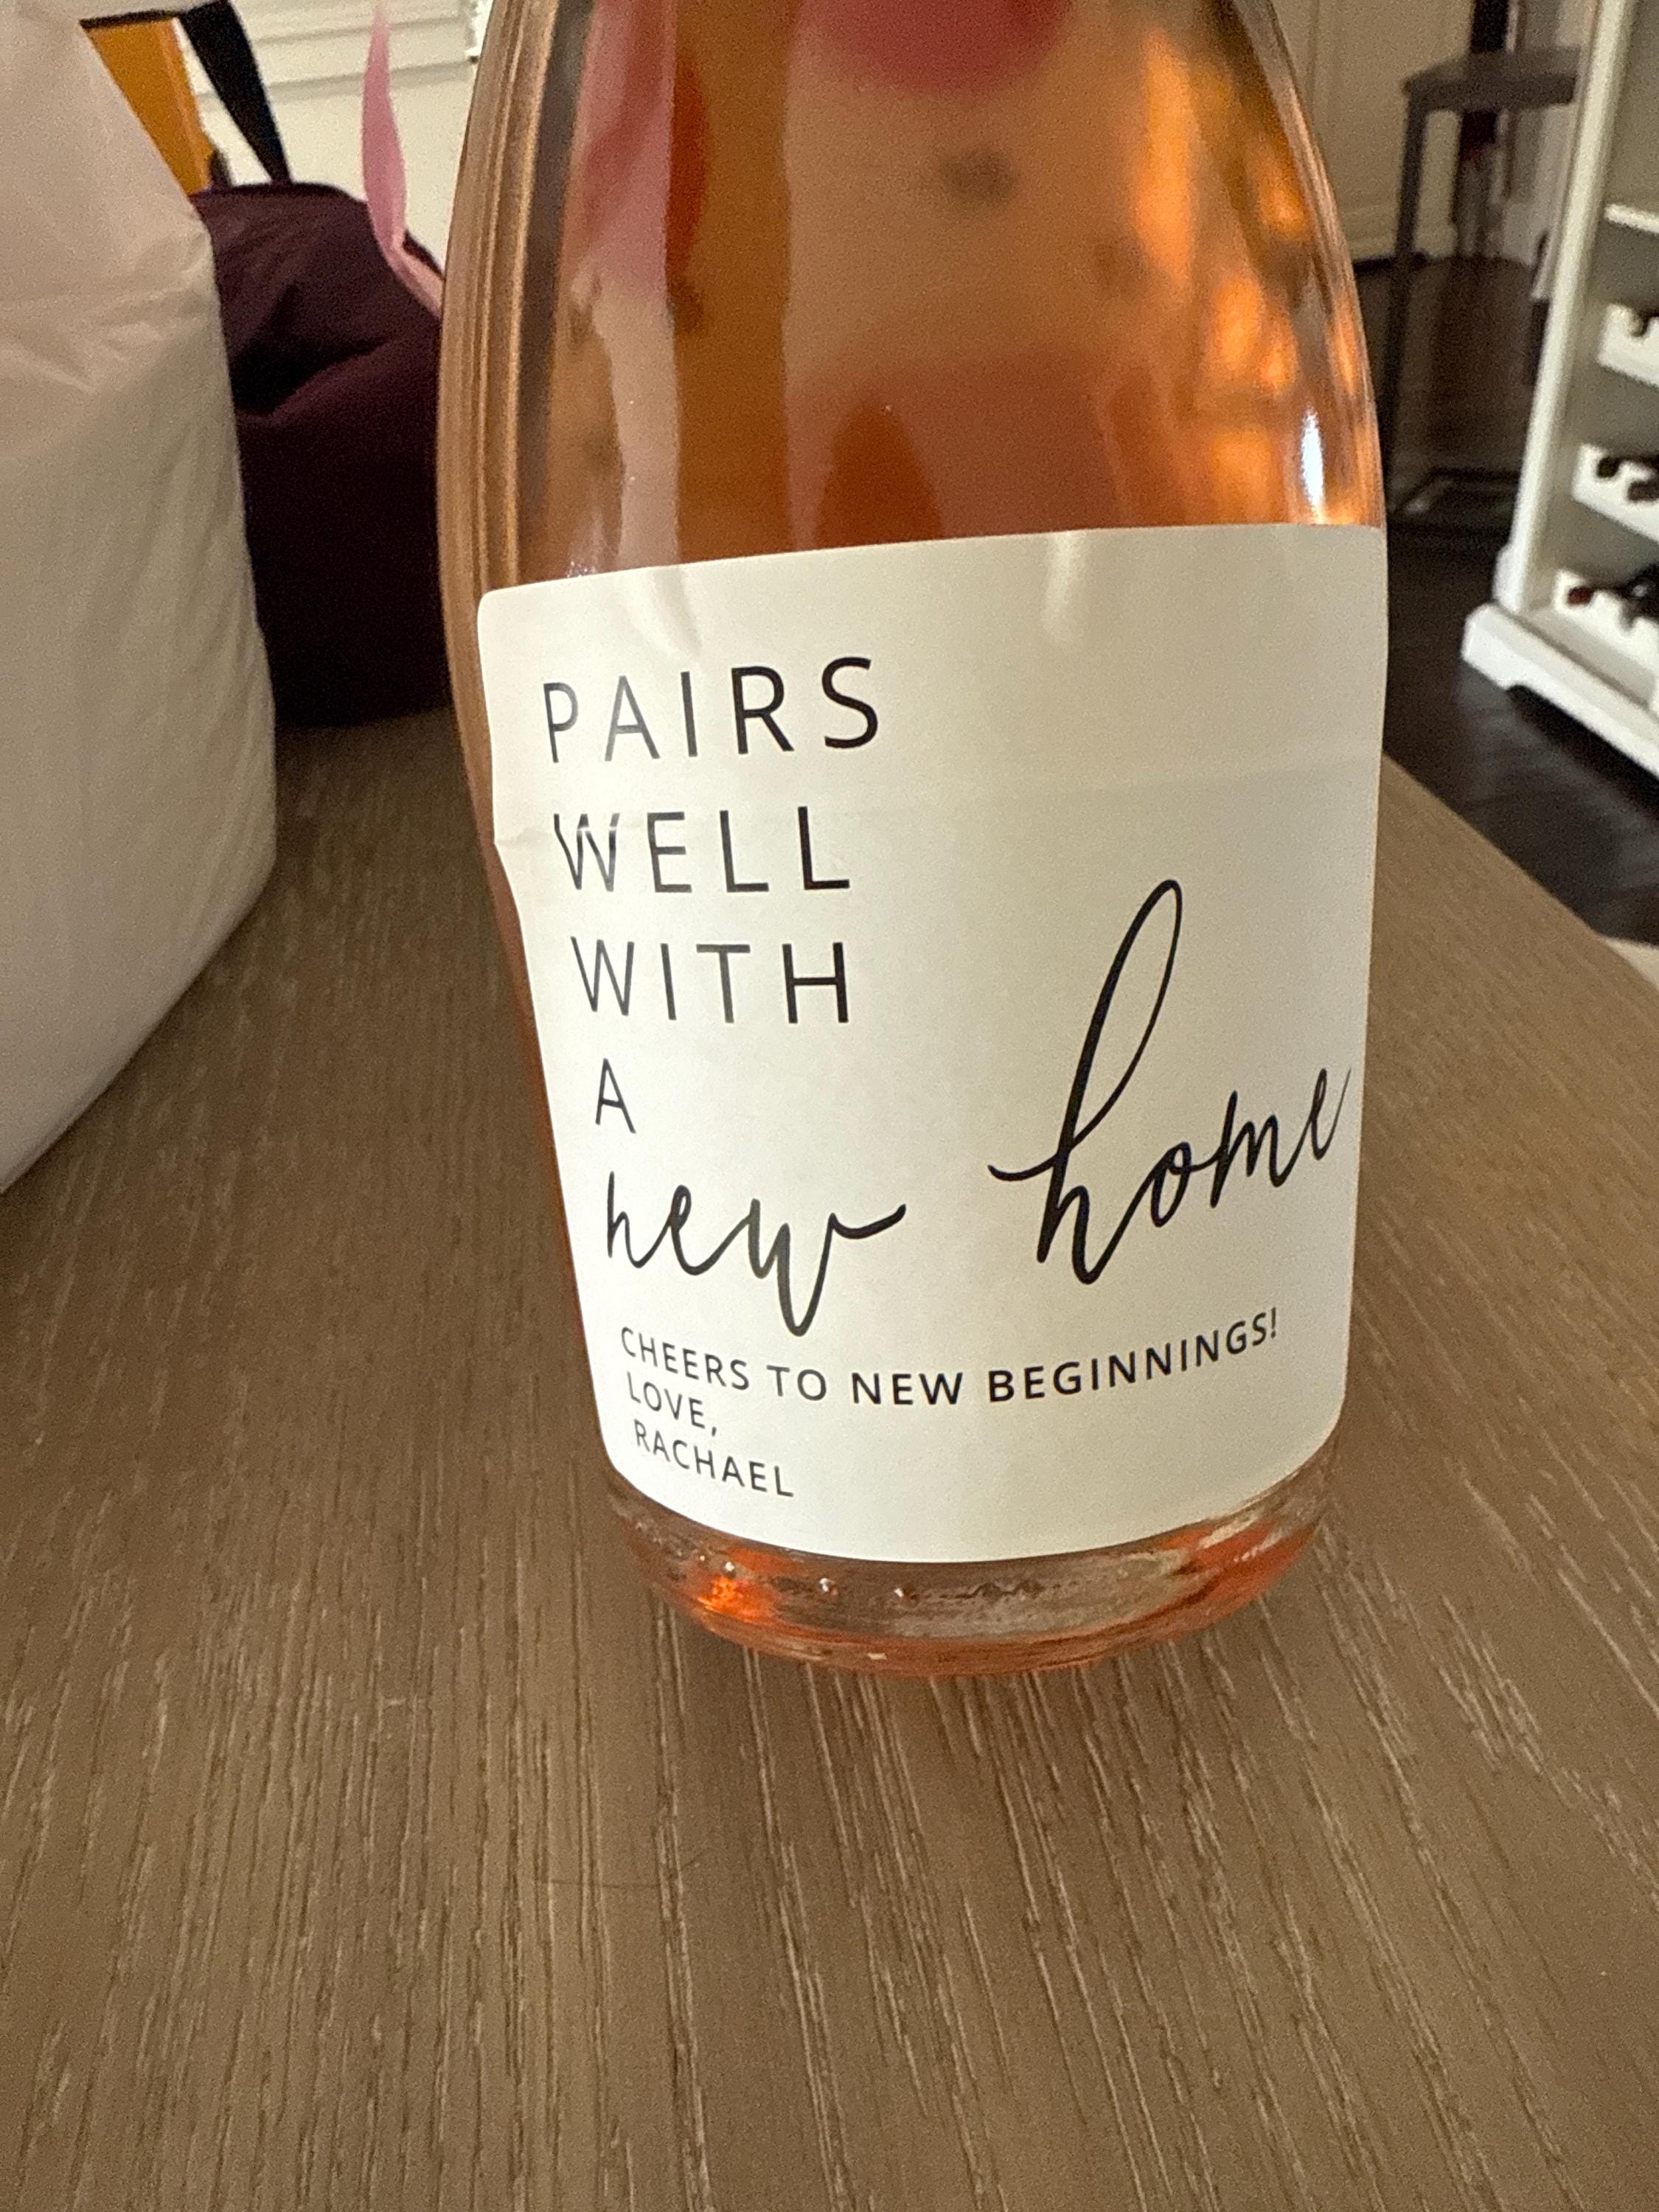 PAIRS
WELL
WITH
A
new home
CHEERS TO NEW BEGINNINGS!
LOVE,
RACHAEL